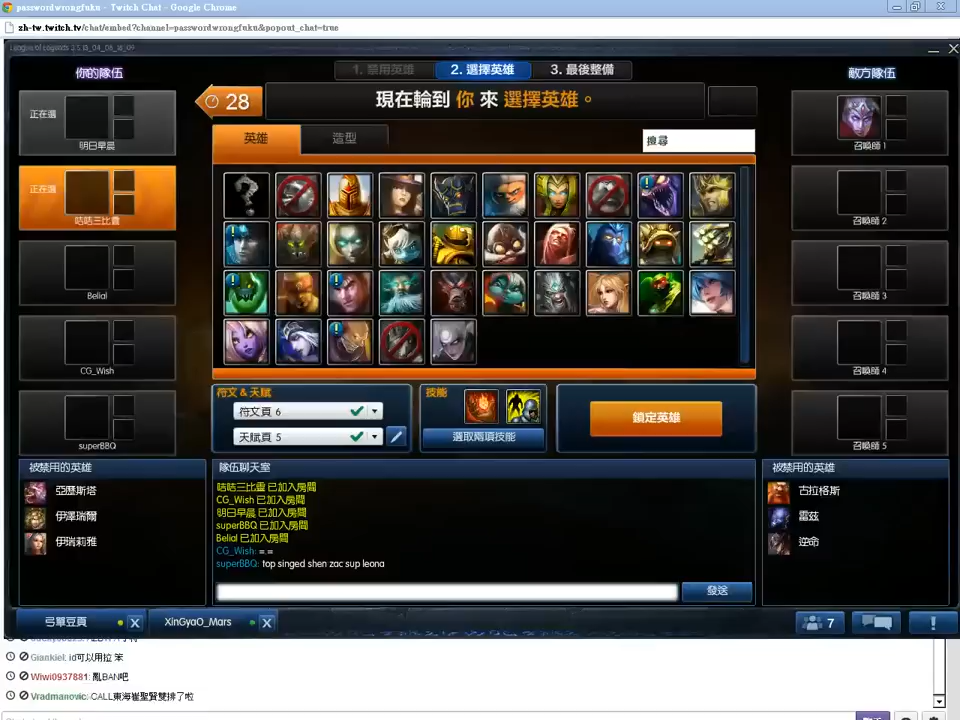 passwordwrongfuku - Twitch Chat - Google Chrome
zh-tw.twitch.tv/chat/embed?channel=passwordwrongfuku&popout_chat=true
你的隊伍
1. 禁用英雄
2. 選擇英雄
3. 最後整備
敵方隊伍
28
現在輪到 你 來 選擇英雄。
正在選
明日早晨
召喚師 1
英雄
造型
搜尋
正在選
咕咕三比靈
召喚師 2
Belial
召喚師 3
CG_Wish
召喚師 4
superBBQ
召喚師 5
符文 & 天賦
符文頁 6
天賦頁 5
技能
選取兩項技能
鎖定英雄
被禁用的英雄
亞歷斯塔
伊澤瑞爾
伊瑞莉雅
隊伍聊天室
咕咕三比靈 已加入房間
CG_Wish 已加入房間
明日早晨 已加入房間
superBBQ 已加入房間
Belial 已加入房間
CG_Wish: = =
superBBQ: top singed shen zac sup leona
發送
被禁用的英雄
古拉格斯
雷茲
逆命
弓單豆頁
XinGyaO_Mars
7
Giankiel: id可以用拉 笨
Wiwi0937881: 亂BAN吧
Vradmanovic: CALL東海崔聖賢雙排了啦